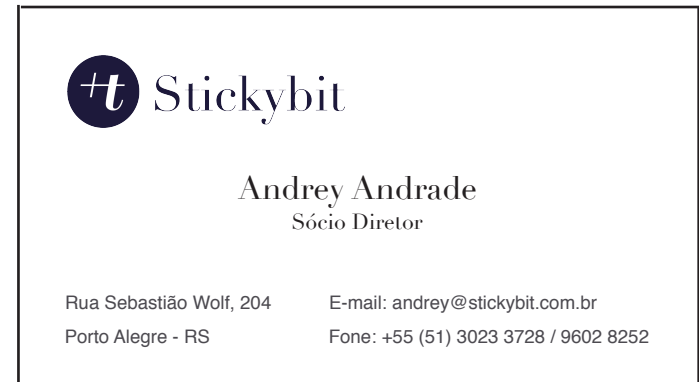 +t Stickybit
Andrey Andrade
Sócio Diretor
Rua Sebastião Wolf, 204
Porto Alegre - RS
E-mail: andrey@stickybit.com.br
Fone: +55 (51) 3023 3728 / 9602 8252